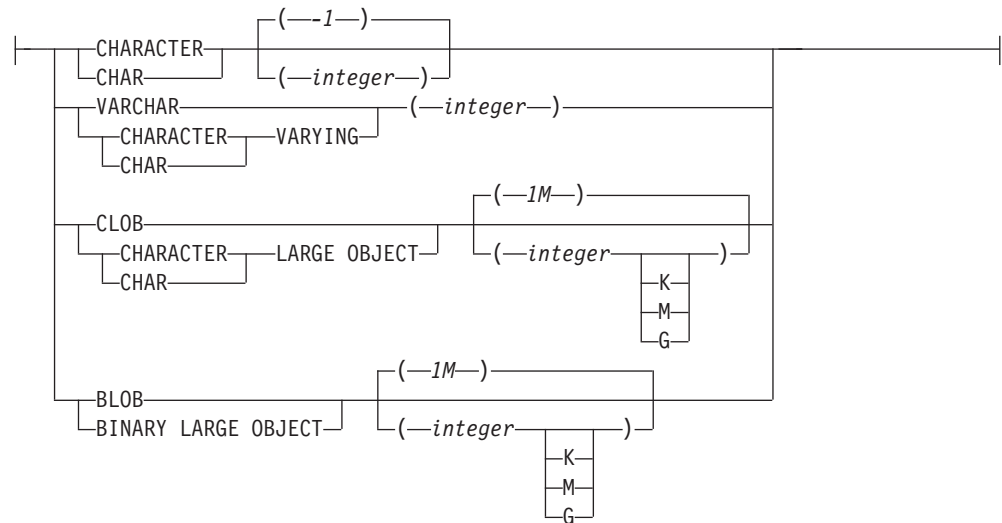 ( -1 )
CHARACTER
CHAR ( integer )
VARCHAR ( integer )
CHARACTER VARYING
CHAR
( 1M )
CLOB
CHARACTER LARGE OBJECT ( integer )
CHAR K
M
G
( 1M )
BLOB
BINARY LARGE OBJECT ( integer )
K
M
G